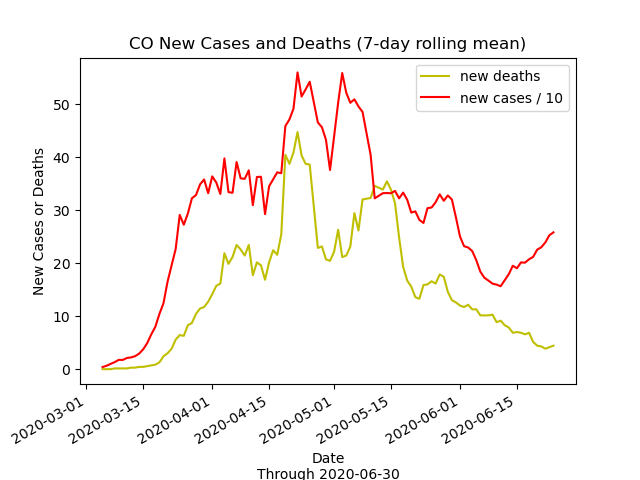 CO New Cases and Deaths (7-day rolling mean)
new deaths
new cases / 10
New Cases or Deaths
50
40
30
20
10
0
2020-03-01
2020-03-15
2020-04-01
2020-04-15
2020-05-01
2020-05-15
2020-06-01
2020-06-15
Date
Through 2020-06-30